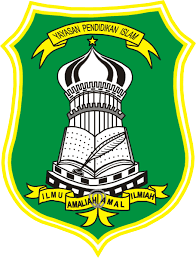 YAYASAN PENDIDIKAN ISLAM
ILMU AMALIAH AMAL ILMIAH